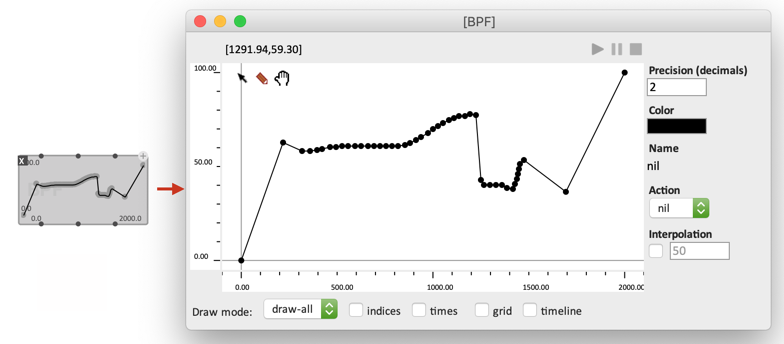 [BPF]
[1291.94,59.30]
100.00
50.00
0.00
0.00
500.00
1000.00
1500.00
2000.00
Precision (decimals)
2
Color
Name
nil
Action
nil
Interpolation
50
Draw mode:
draw-all
indices
times
grid
timeline
X
0.0
0.0
2000.0